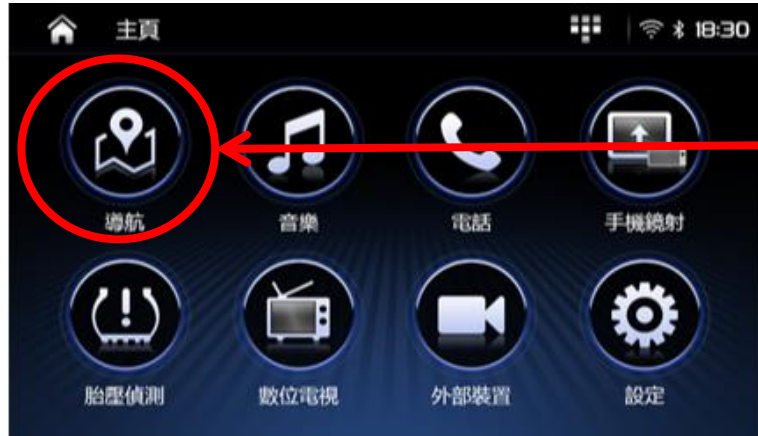 主頁 18:30
導航 音樂 電話 手機鏡射
胎壓偵測 數位電視 外部裝置 設定